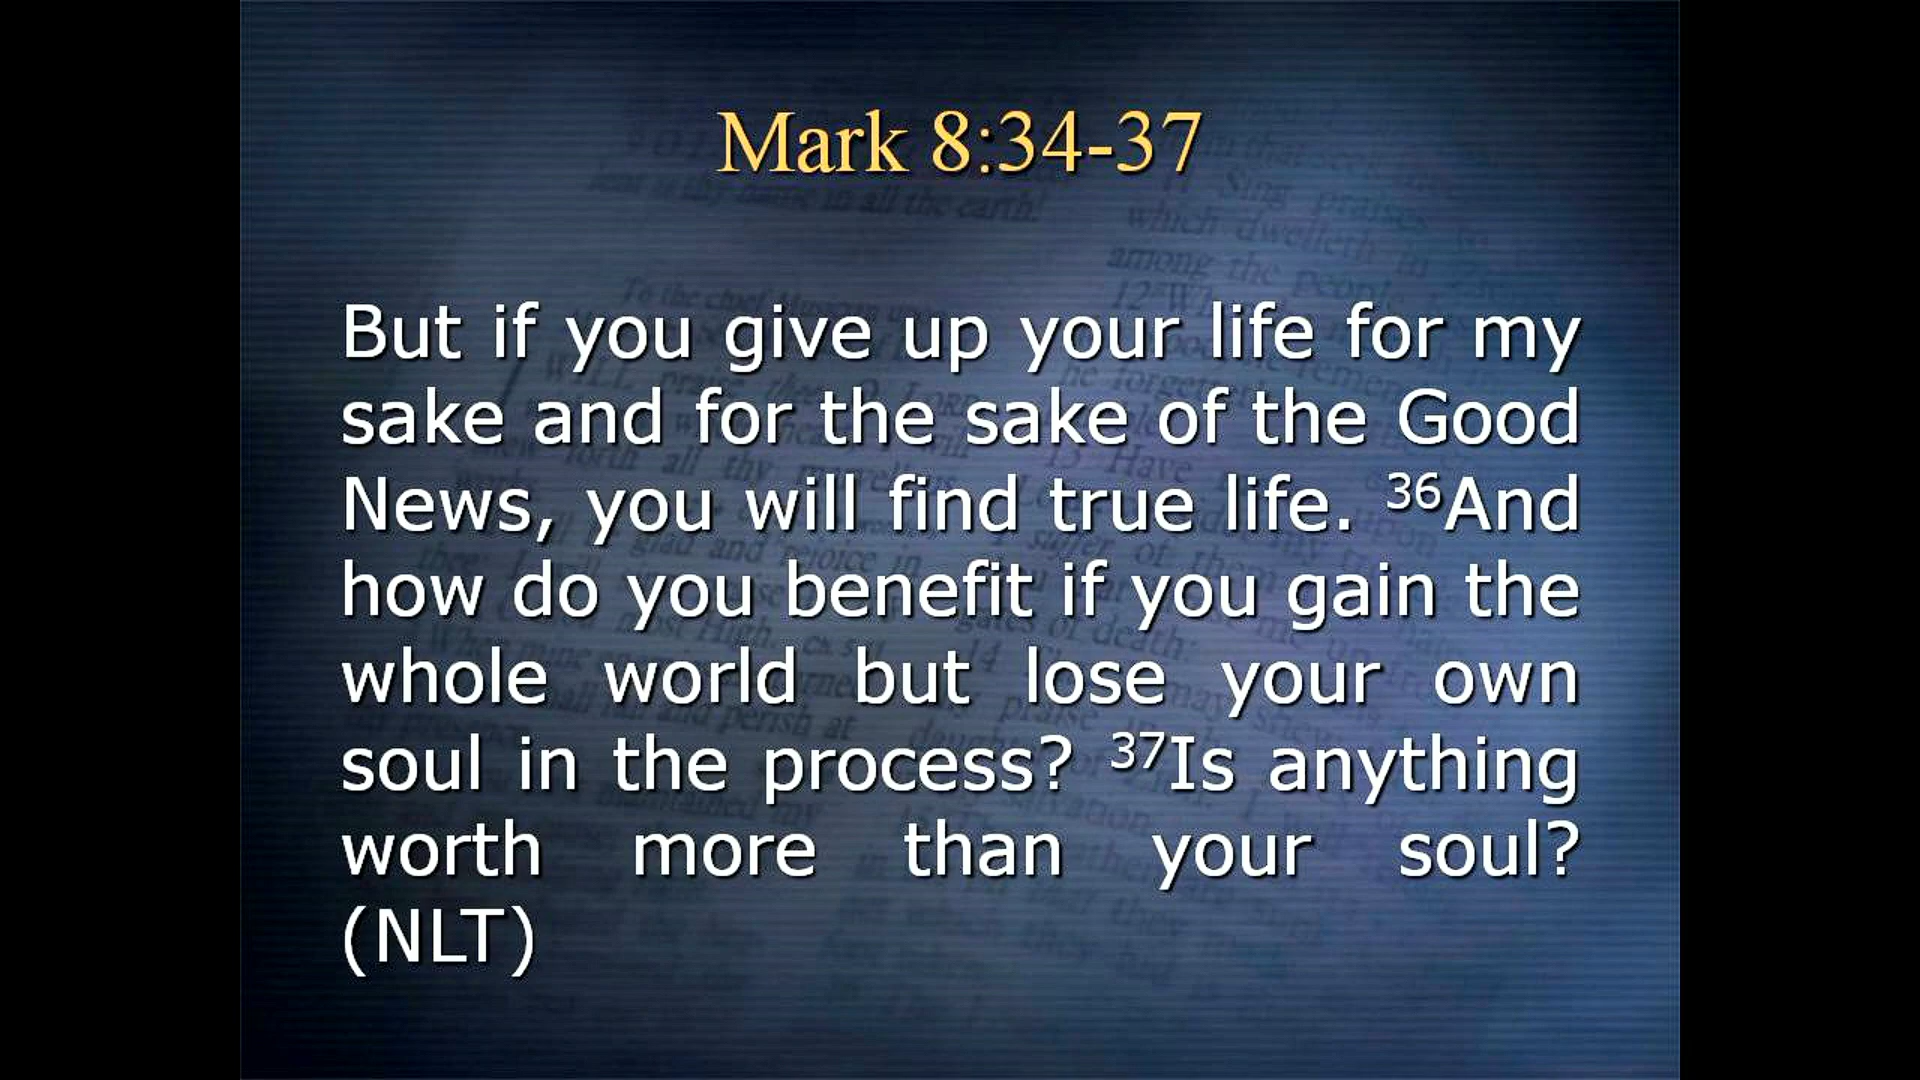 Mark 8:34-37
But if you give up your life for my
sake and for the sake of the Good
News, you will find true life. ³⁶And
how do you benefit if you gain the
whole world but lose your own
soul in the process? ³⁷Is anything
worth more than your soul?
(NLT)